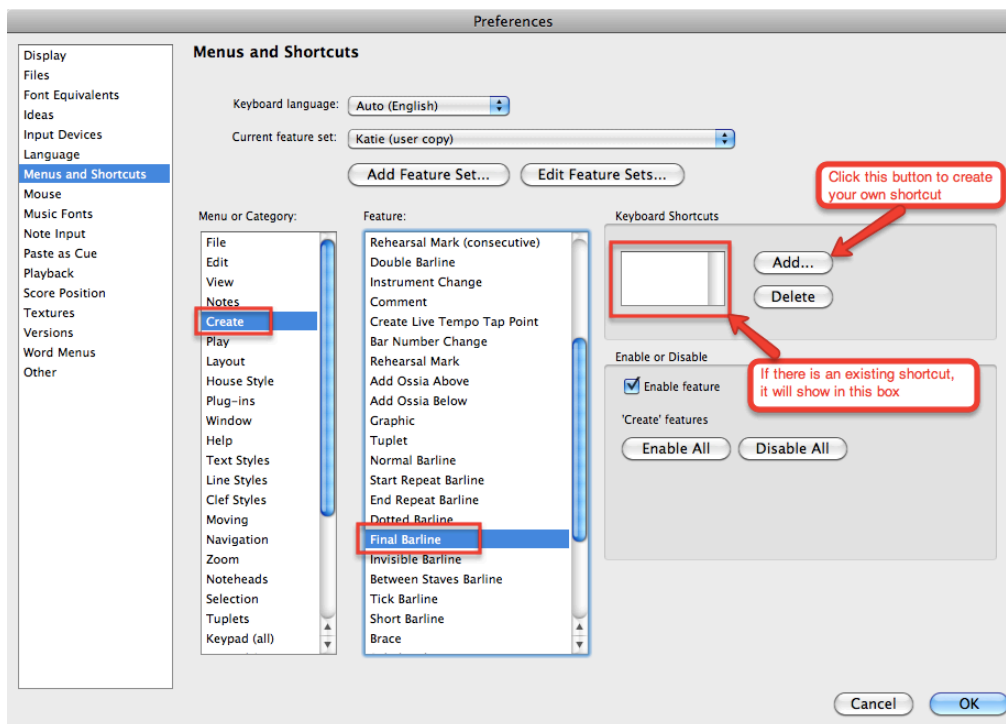 Preferences
Display
Files
Font Equivalents
Ideas
Input Devices
Language
Menus and Shortcuts
Mouse
Music Fonts
Note Input
Paste as Cue
Playback
Score Position
Textures
Versions
Word Menus
Other
Menus and Shortcuts
Keyboard language: Auto (English)
Current feature set: Katie (user copy)
Add Feature Set... Edit Feature Sets...
Menu or Category:
File
Edit
View
Notes
Create
Play
Layout
House Style
Plug-ins
Window
Help
Text Styles
Line Styles
Clef Styles
Moving
Navigation
Zoom
Noteheads
Selection
Tuplets
Keypad (all)
Feature:
Rehearsal Mark (consecutive)
Double Barline
Instrument Change
Comment
Create Live Tempo Tap Point
Bar Number Change
Rehearsal Mark
Add Ossia Above
Add Ossia Below
Graphic
Tuplet
Normal Barline
Start Repeat Barline
End Repeat Barline
Dotted Barline
Final Barline
Invisible Barline
Between Staves Barline
Tick Barline
Short Barline
Brace
Click this button to create
your own shortcut
Keyboard Shortcuts
Add...
Delete
If there is an existing shortcut,
it will show in this box
Enable or Disable
Enable feature
'Create' features
Enable All Disable All
Cancel OK